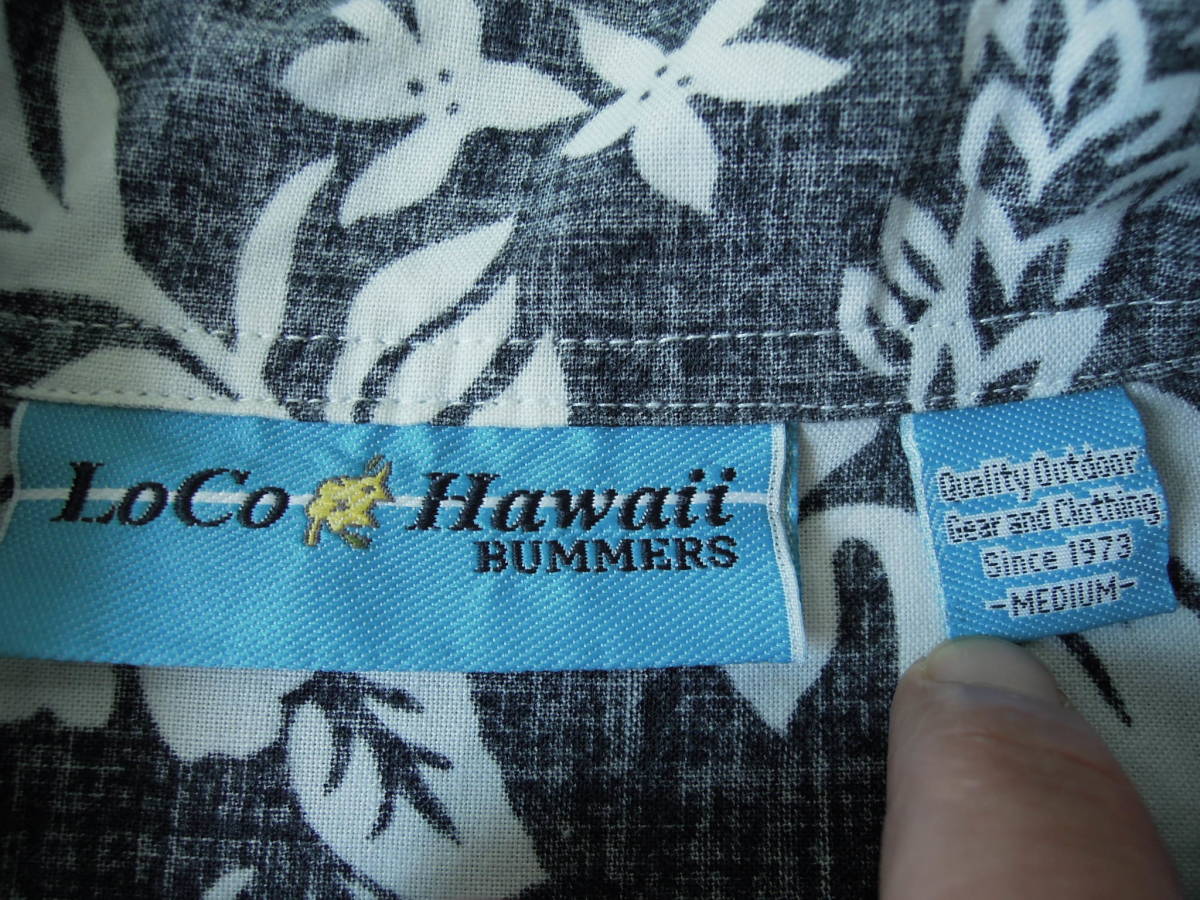 LoCo Hawaii
BUMMERS
Quality Outdoor
Gear and Clothing
Since 1973
-MEDIUM-